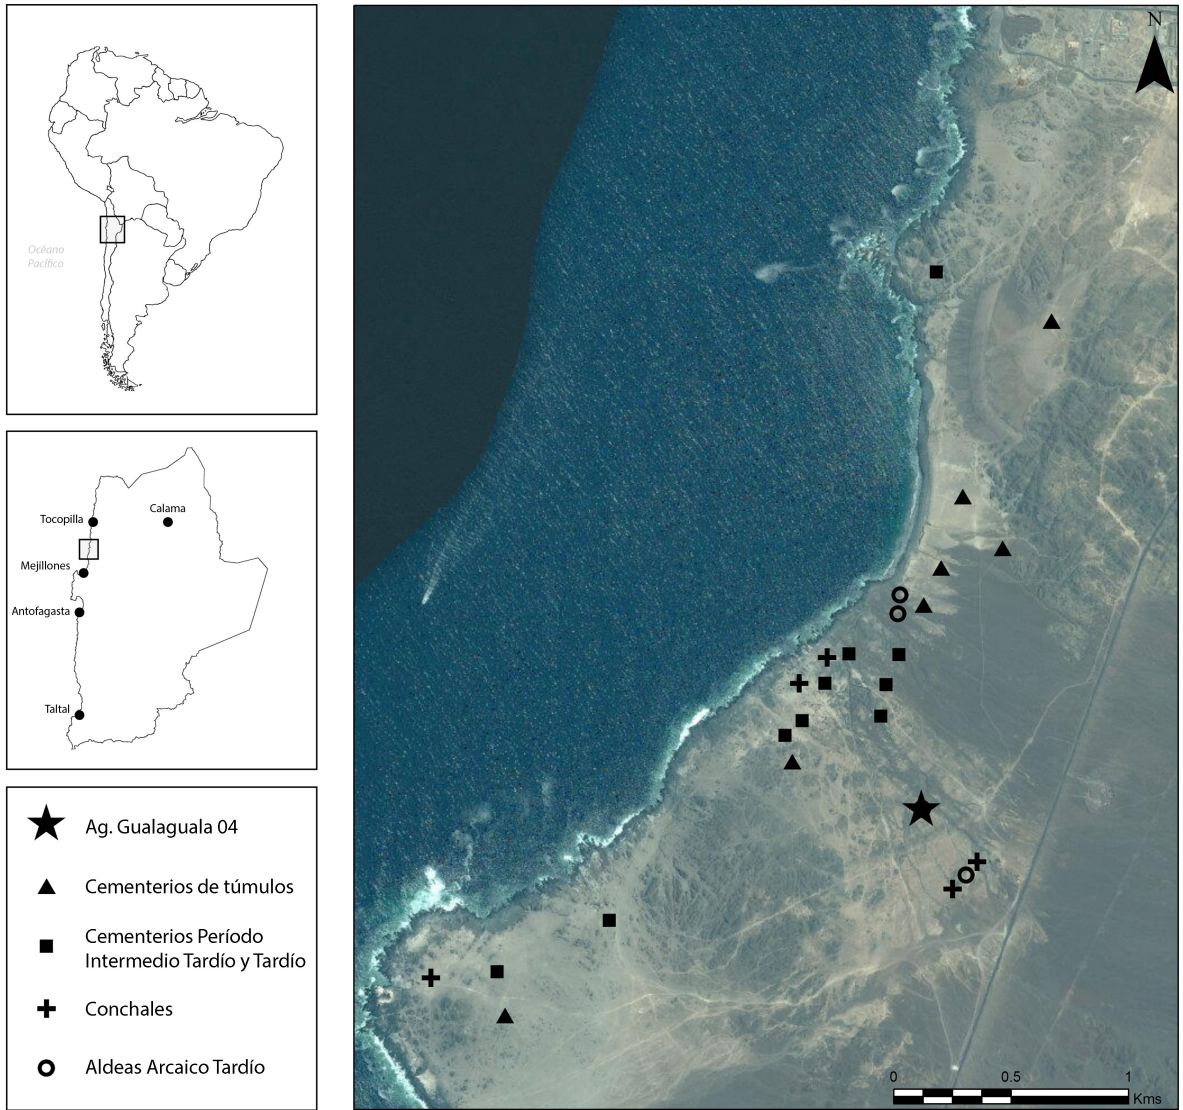 Océano
Pacífico
Tocopilla
Calama
Mejillones
Antofagasta
Taltal
Ag. Gualaguala 04
Cementerios de túmulos
Cementerios Período
Intermedio Tardío y Tardío
Conchales
Aldeas Arcaico Tardío
N
0 0.5 1
Kms